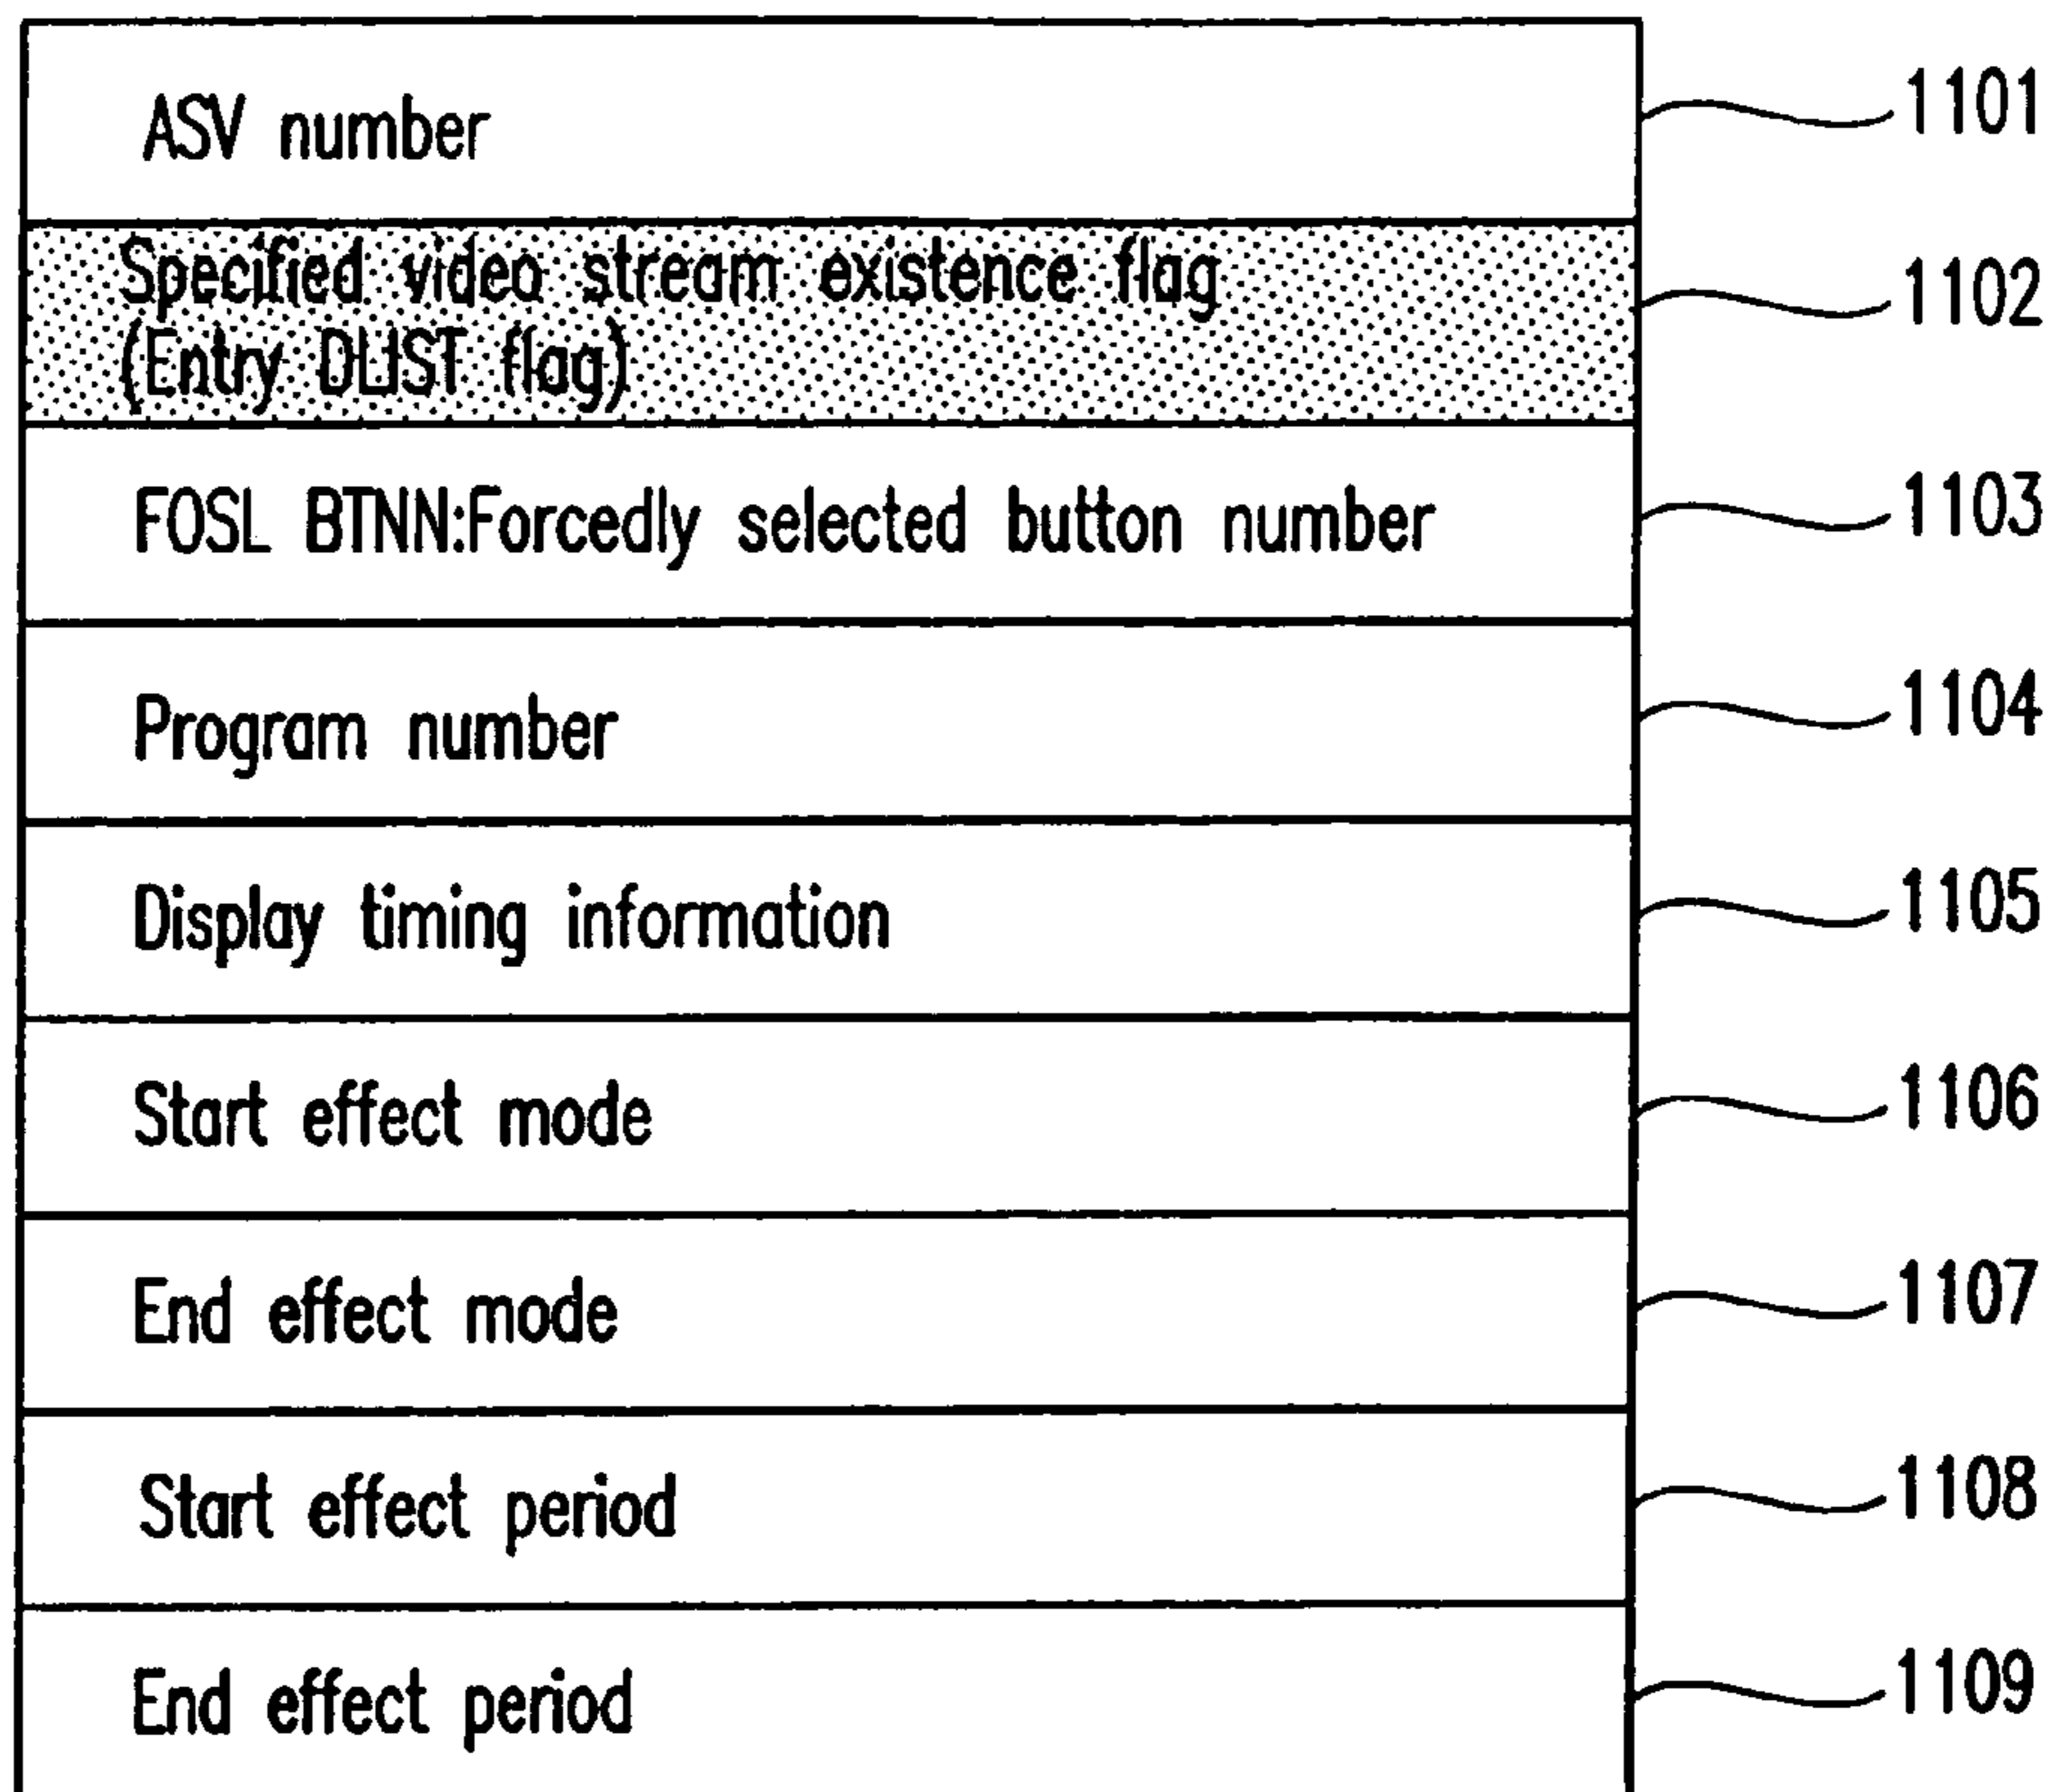 ASV number
1101
Specified video stream existence flag
1102
(Entry DLIST flag)
FOSL BTNN:Forcedly selected button number
1103
Program number
1104
Display timing information
1105
Start effect mode
1106
End effect mode
1107
Start effect period
1108
End effect period
1109